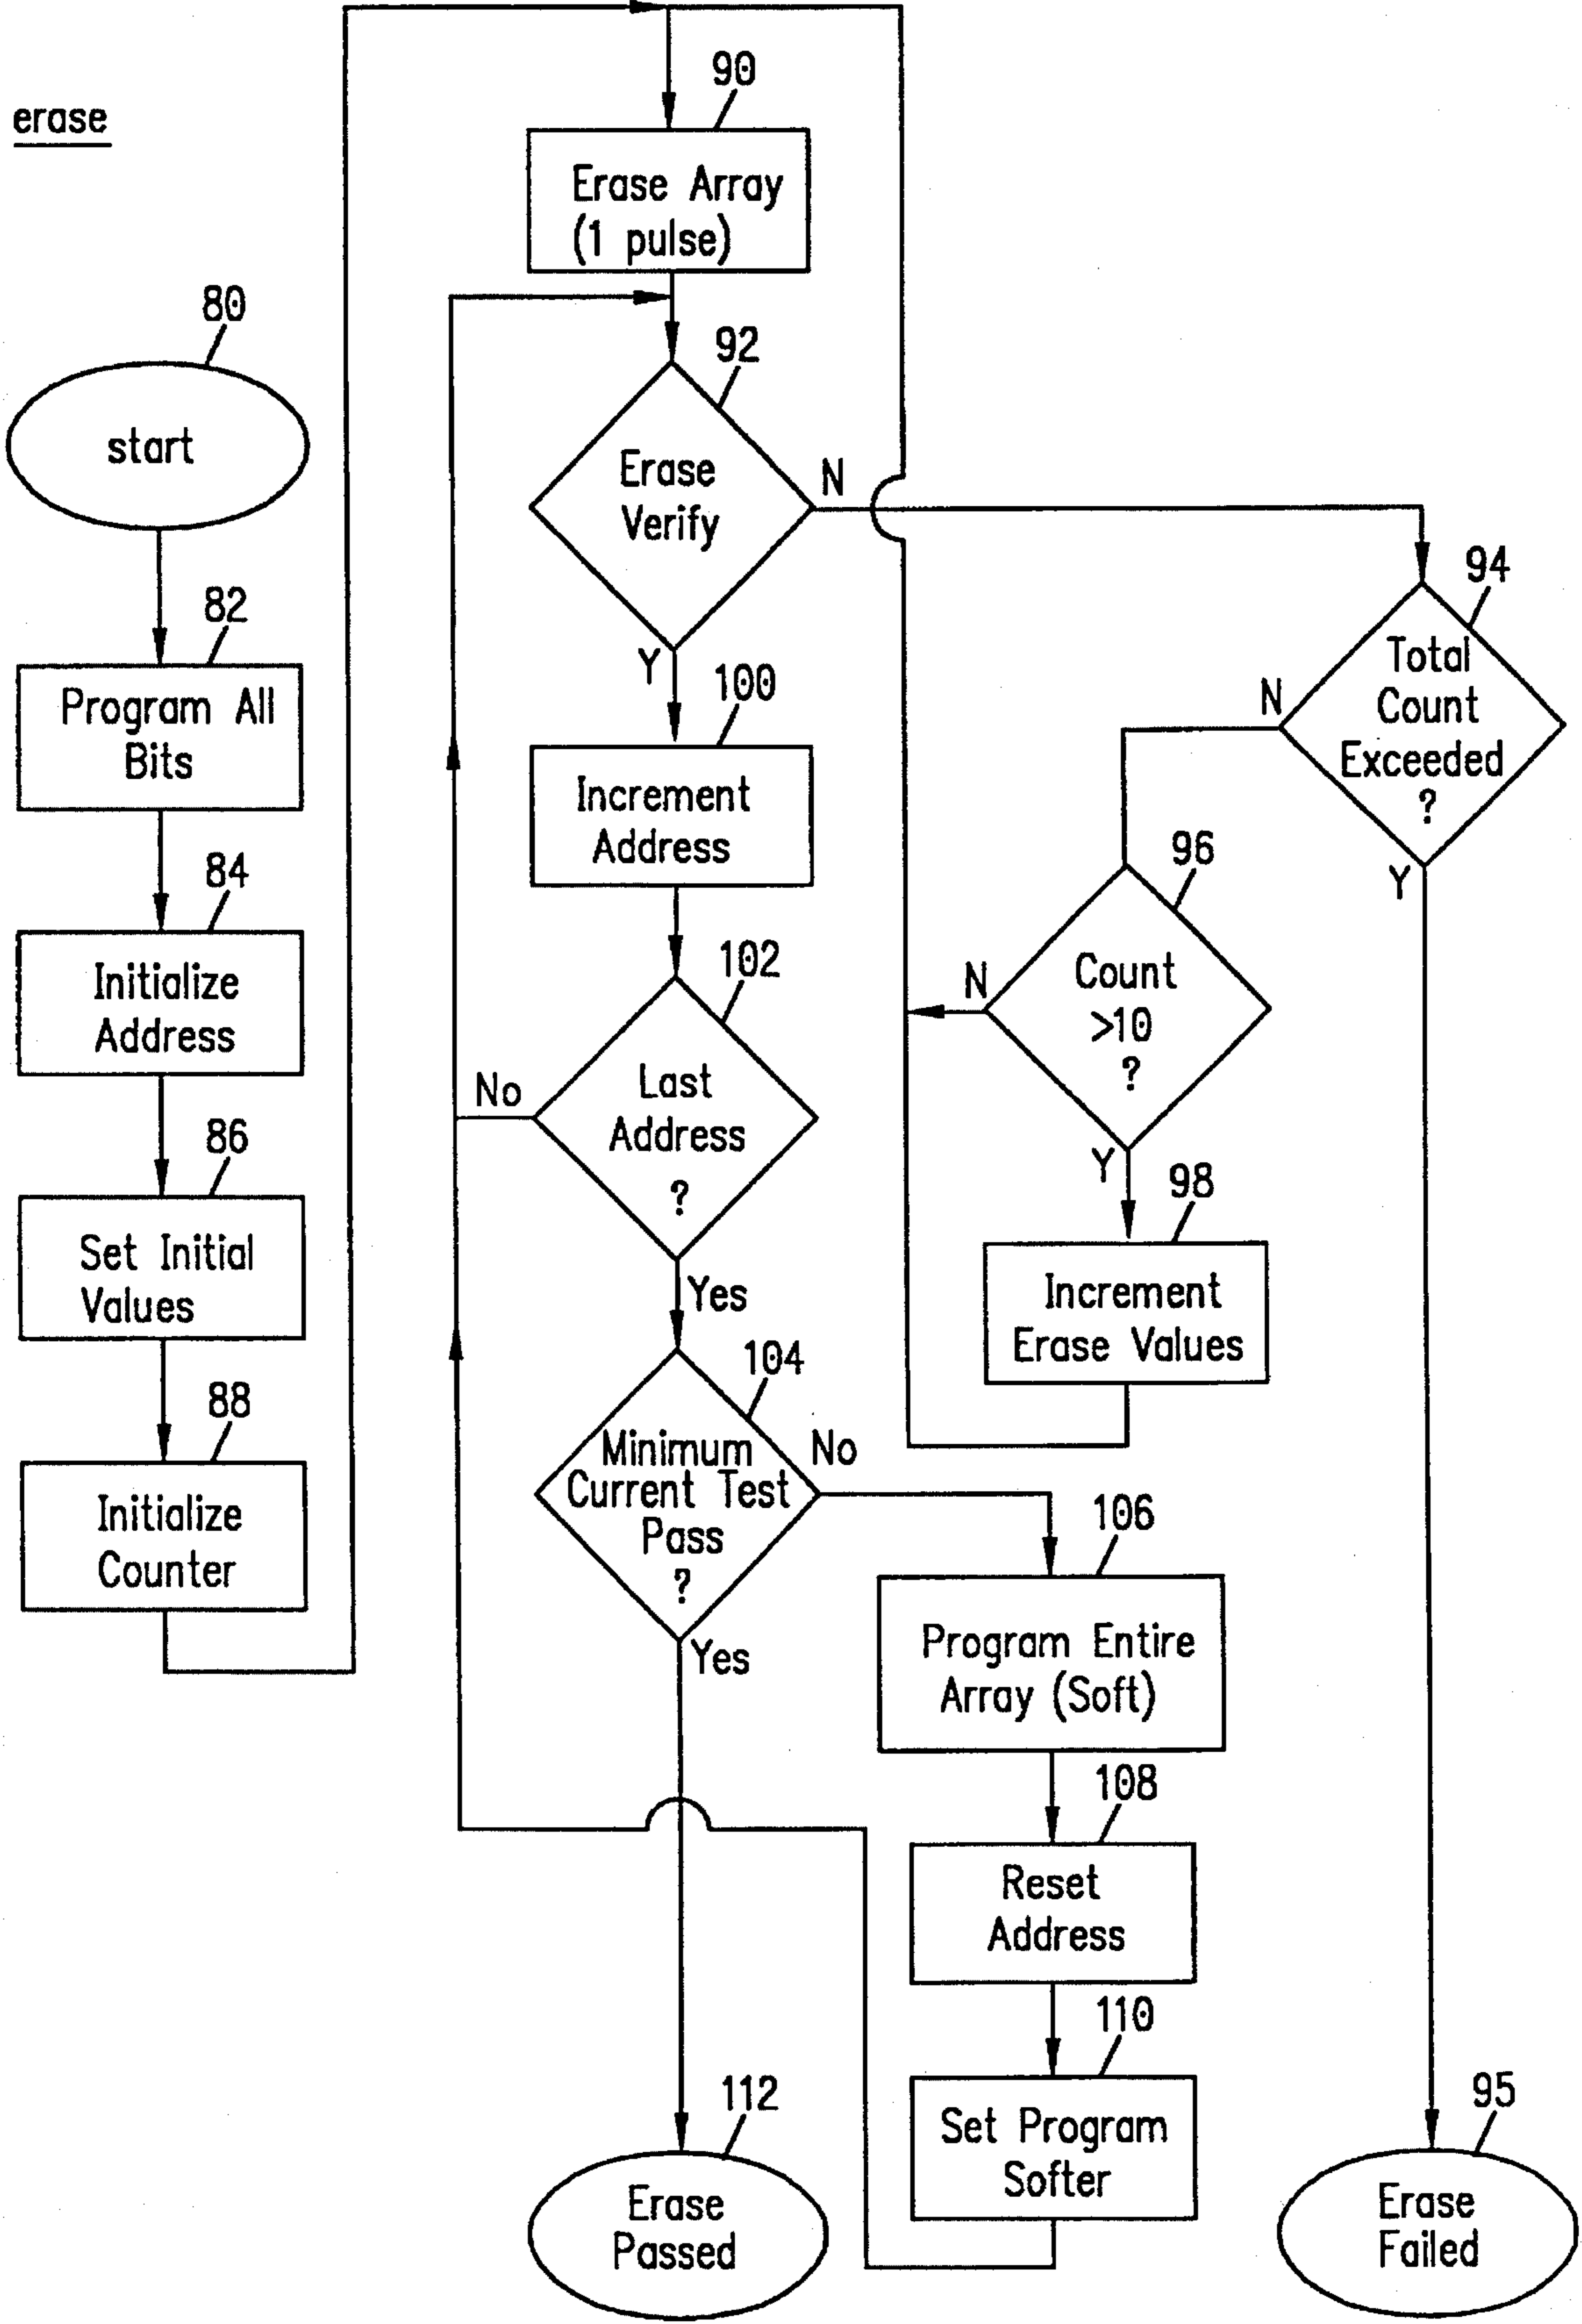 erase
80
start
82
Program All
Bits
84
Initialize
Address
86
Set Initial
Values
88
Initialize
Counter
90
Erase Array
(1 pulse)
92
Erase
Verify
N
Y
94
Total
Count
Exceeded
?
N
Y
100
Increment
Address
96
Count
>10
?
N
Y
102
Last
Address
?
No
Yes
98
Increment
Erase Values
104
Minimum
Current Test
Pass
?
No
Yes
106
Program Entire
Array (Soft)
108
Reset
Address
110
Set Program
Softer
112
Erase
Passed
95
Erase
Failed